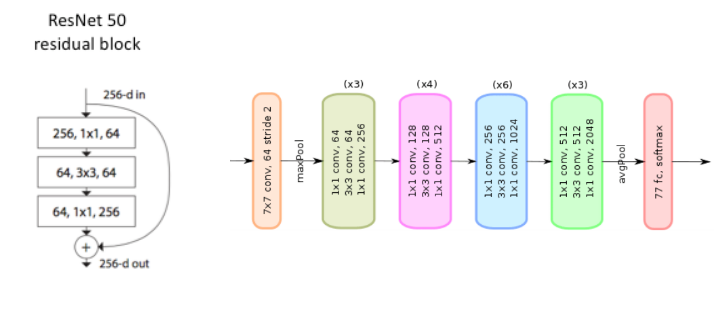 ResNet 50
residual block
256-d in
256, 1x1, 64
64, 3x3, 64
64, 1x1, 256
+
256-d out
7x7 conv, 64 stride 2
maxPool
(x3)
1x1 conv, 64
3x3 conv, 64
1x1 conv, 256
(x4)
1x1 conv, 128
3x3 conv, 128
1x1 conv, 512
(x6)
1x1 conv, 256
3x3 conv, 256
1x1 conv, 1024
(x3)
1x1 conv, 512
3x3 conv, 512
1x1 conv, 2048
avgPool
77 fc, softmax